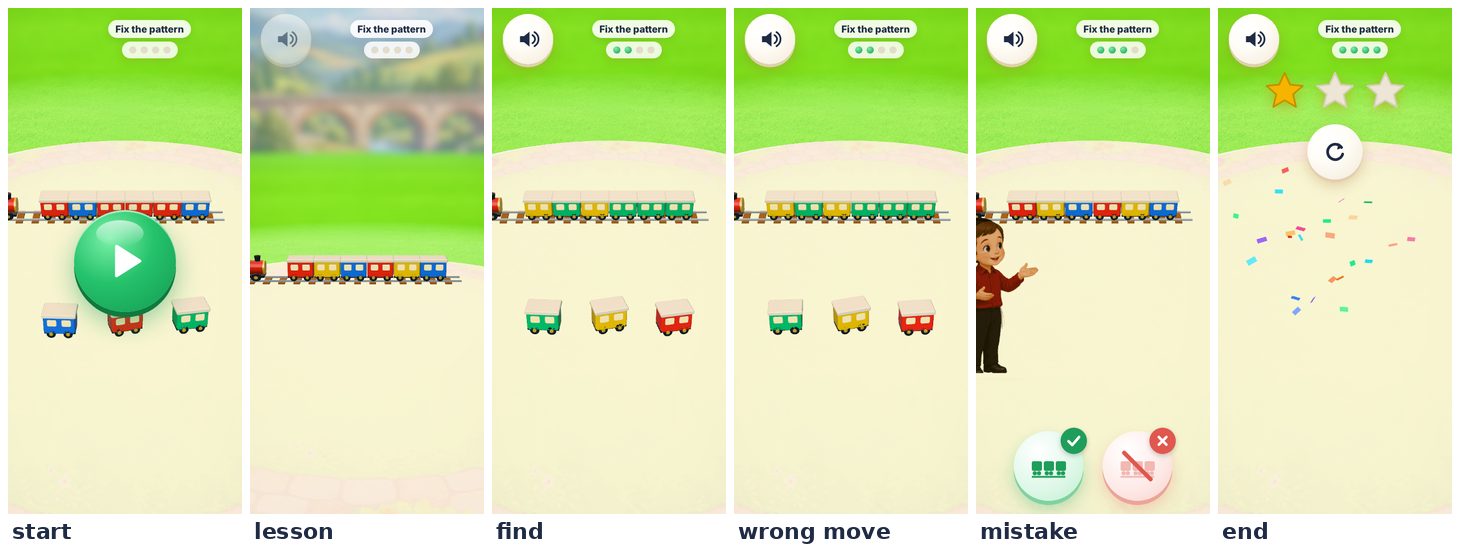 Fix the pattern
Fix the pattern
Fix the pattern
Fix the pattern
Fix the pattern
Fix the pattern
start
lesson
find
wrong move
mistake
end